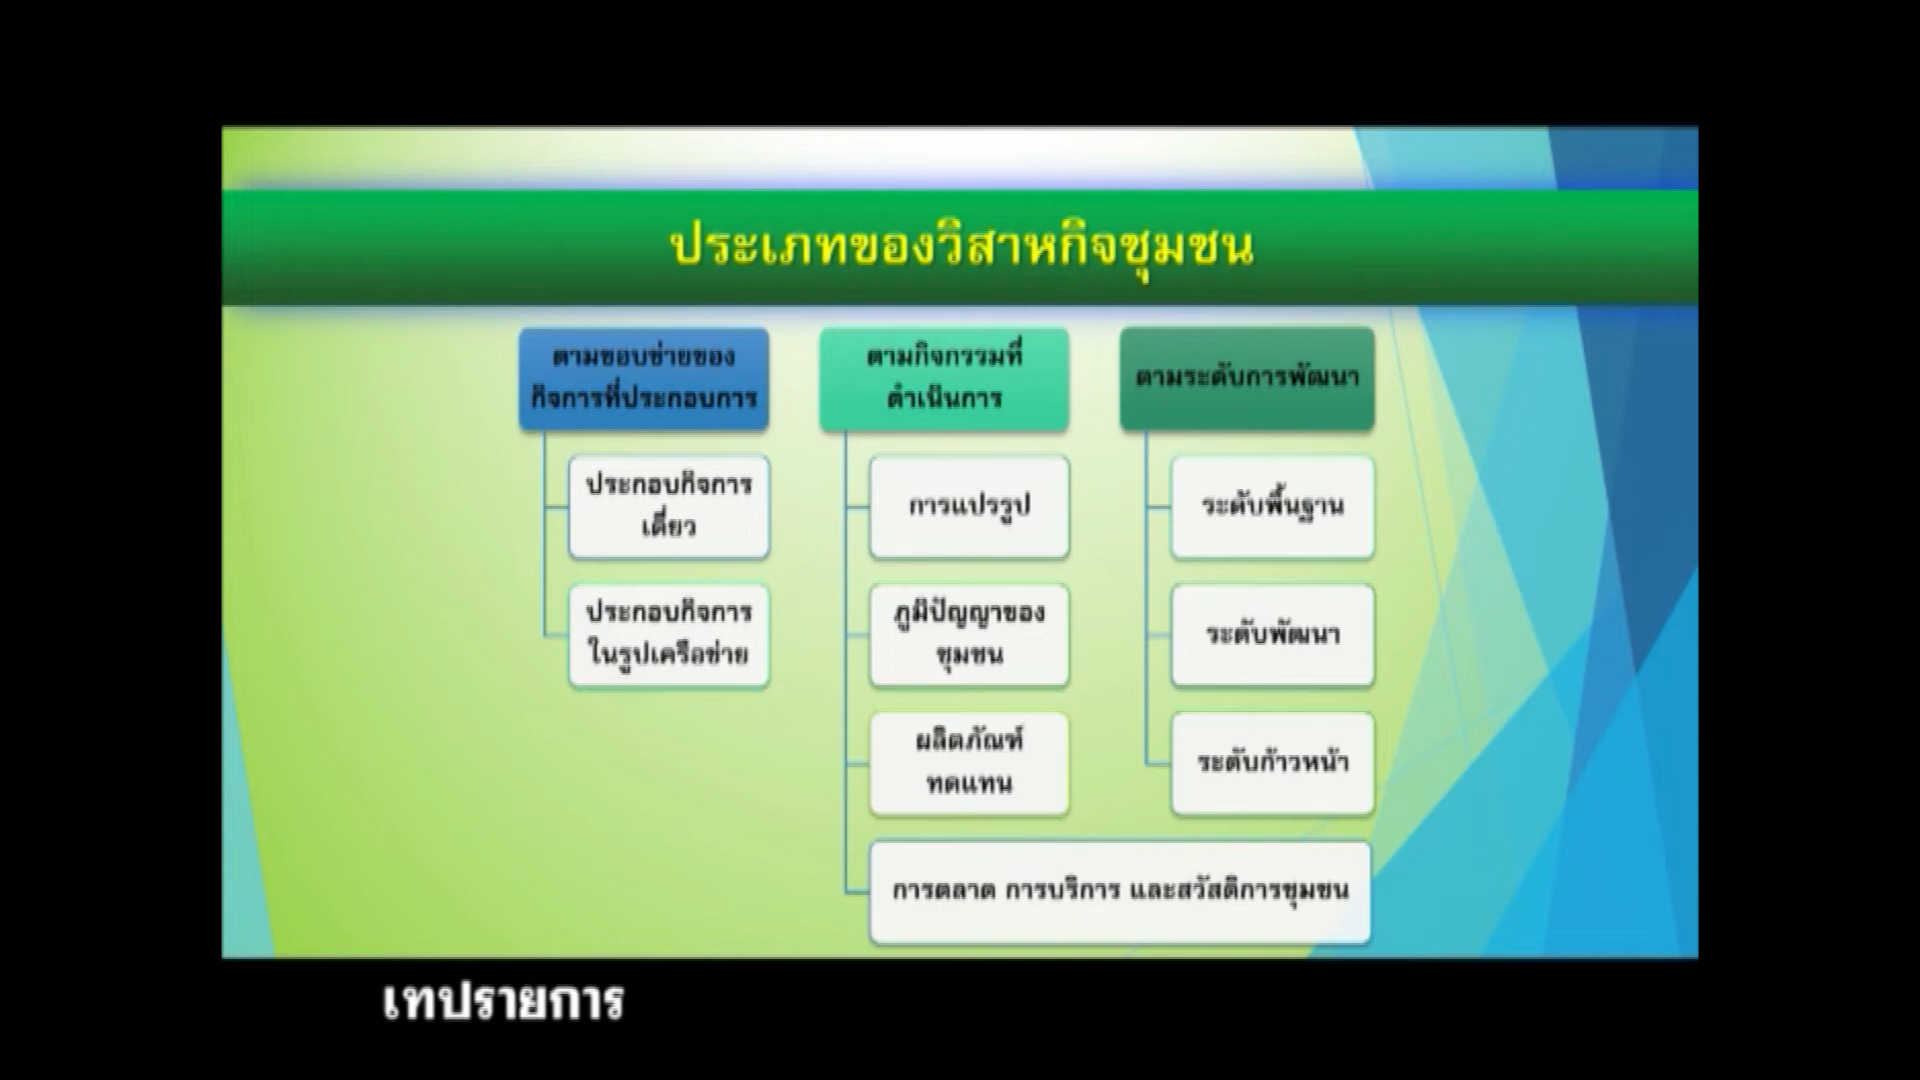 ประเภทของวิสาหกิจชุมชน
ตามขอบข่ายของ
กิจการที่ประกอบการ
ประกอบกิจการ
เดี่ยว
ประกอบกิจการ
ในรูปเครือข่าย
ตามกิจกรรมที่
ดำเนินการ
การแปรรูป
ภูมิปัญญาของ
ชุมชน
ผลิตภัณฑ์
ทดแทน
การตลาด การบริการ และสวัสดิการชุมชน
ตามระดับการพัฒนา
ระดับพื้นฐาน
ระดับพัฒนา
ระดับก้าวหน้า
เทปรายการ